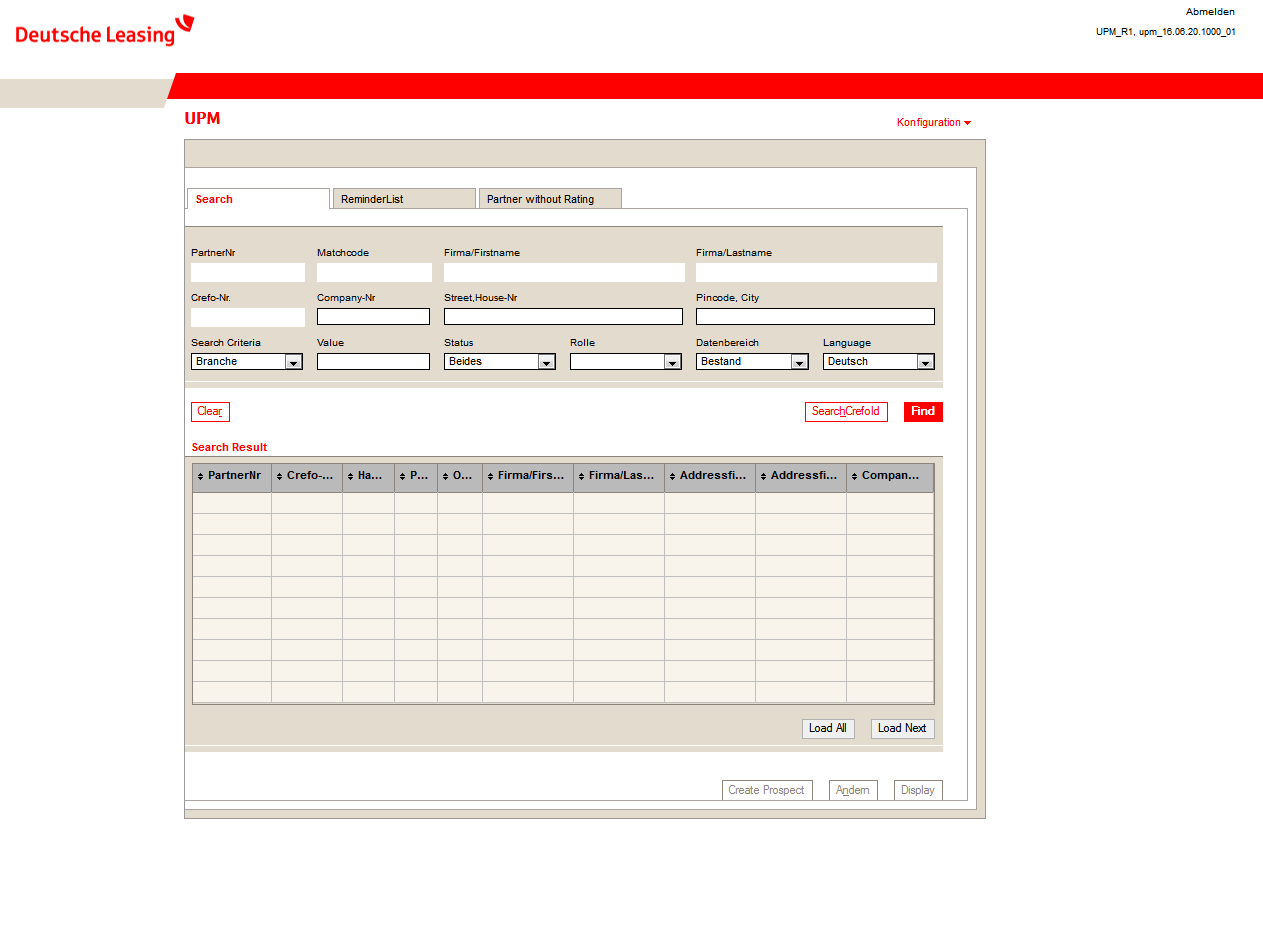 Deutsche Leasing
Abmelden
UPM_R1, upm_16.06.20.1000_01
UPM
Konfiguration
Search ReminderList Partner without Rating
PartnerNr Matchcode Firma/Firstname Firma/Lastname
Crefo-Nr. Company-Nr Street,House-Nr Pincode, City
Search Criteria Value Status Rolle Datenbereich Language
Branche Beides Bestand Deutsch
Clear SearchCrefoId Find
Search Result
PartnerNr Crefo-... Ha... P... O... Firma/Firs... Firma/Las... Addressfi... Addressfi... Compan...
Load All Load Next
Create Prospect Ändern Display